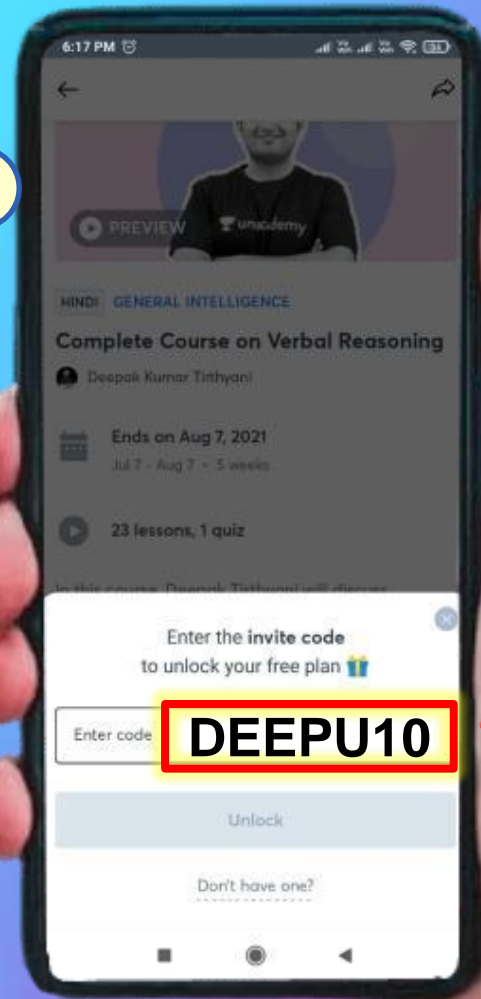 6:17 PM
PREVIEW
unacademy
HINDI GENERAL INTELLIGENCE
Complete Course on Verbal Reasoning
Deepak Kumar Tirthyani
Ends on Aug 7, 2021
Jul 7 - Aug 7 • 5 weeks
23 lessons, 1 quiz
In this course, Deepak Tirthyani will discuss
Enter the invite code
to unlock your free plan
Enter code DEEPU10
Unlock
Don't have one?